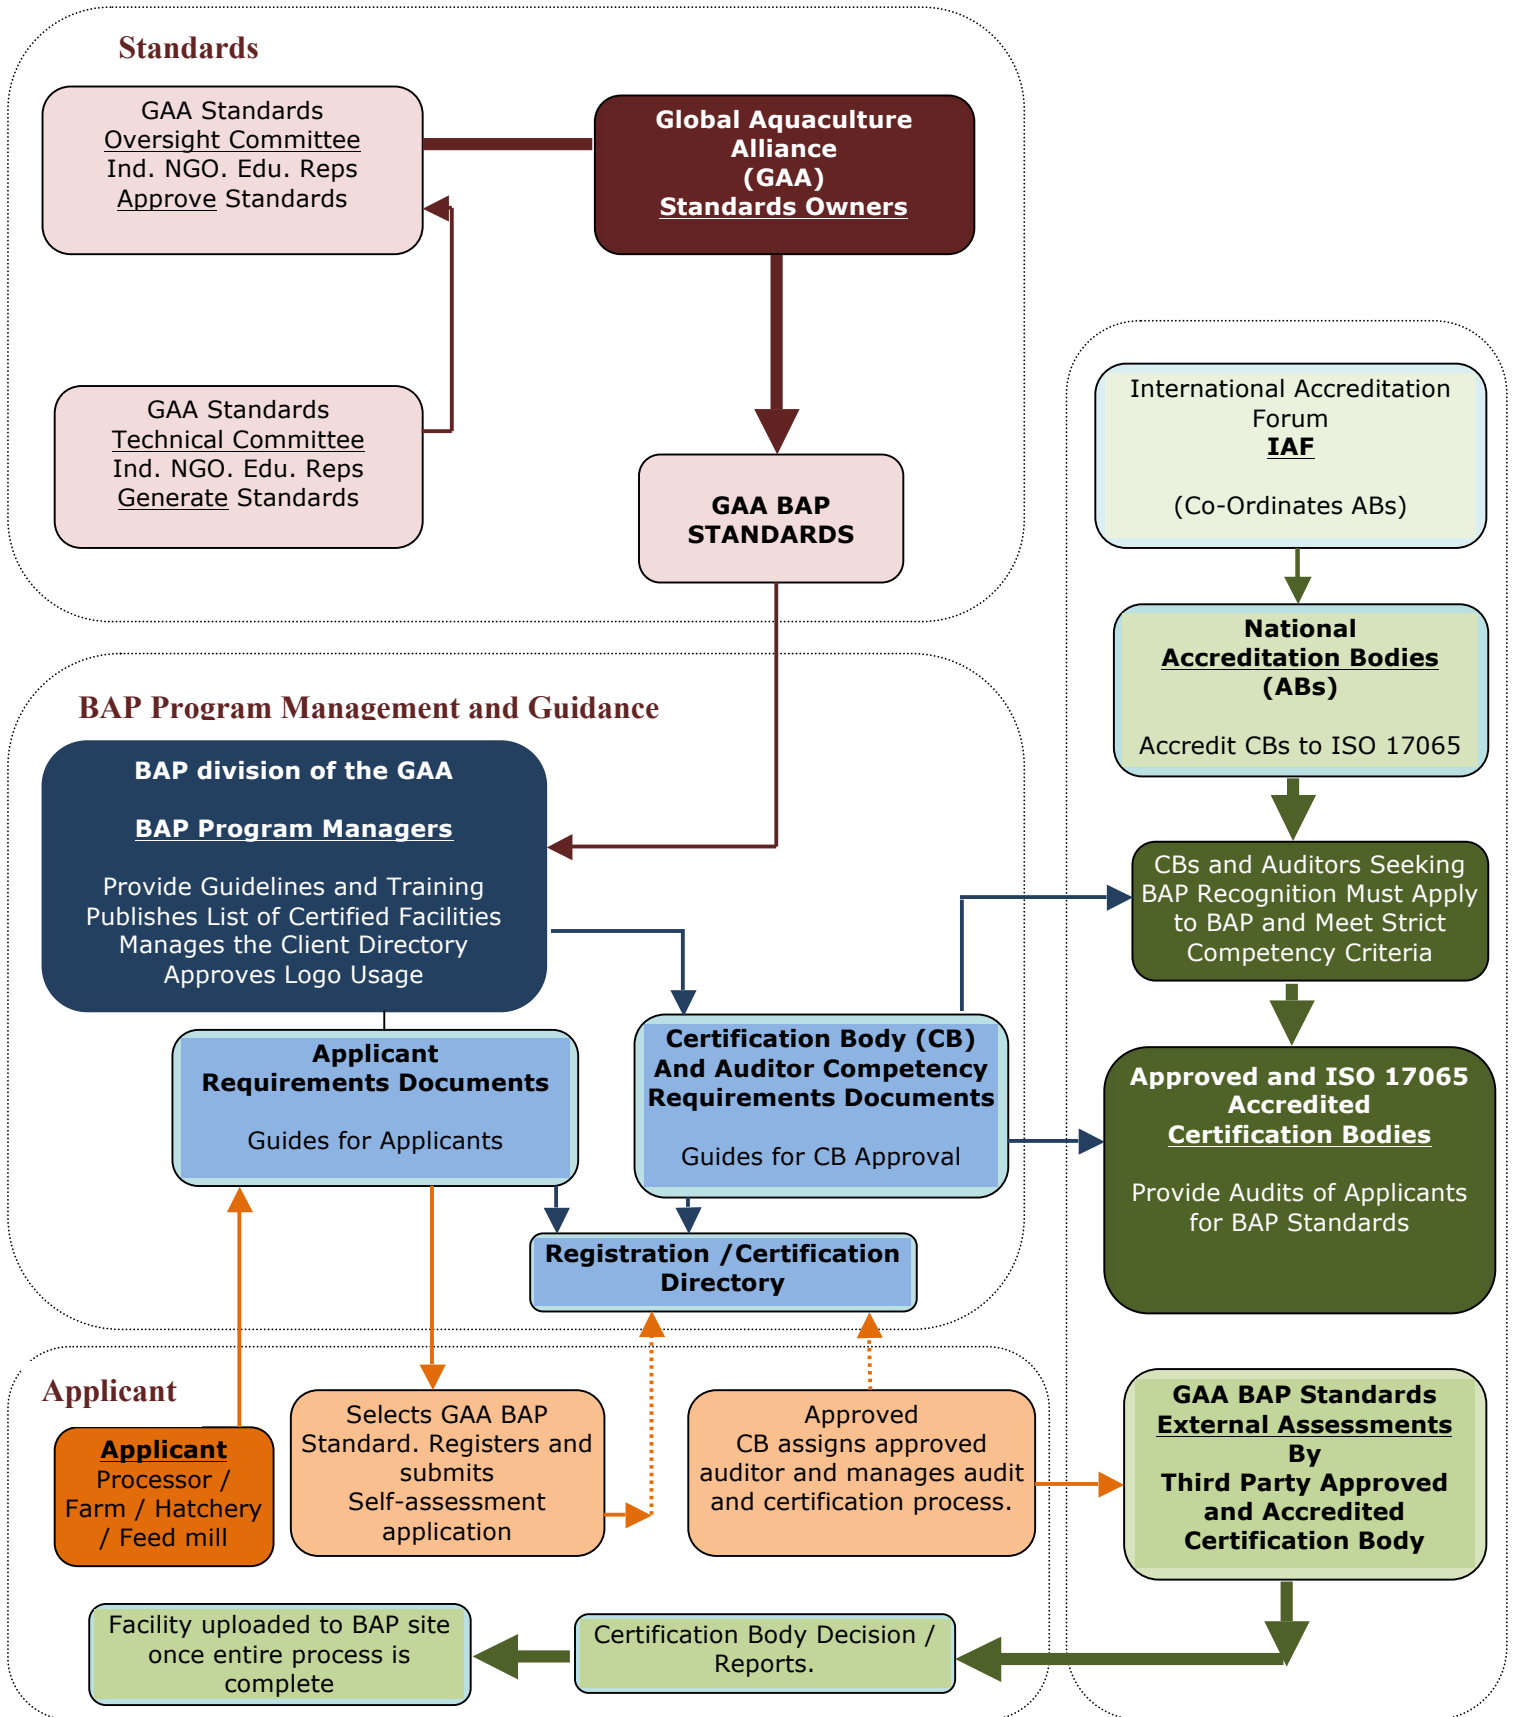 Standards
GAA Standards
Oversight Committee
Ind. NGO. Edu. Reps
Approve Standards
Global Aquaculture
Alliance
(GAA)
Standards Owners
GAA Standards
Technical Committee
Ind. NGO. Edu. Reps
Generate Standards
GAA BAP
STANDARDS
International Accreditation
Forum
IAF
(Co-Ordinates ABs)
National
Accreditation Bodies
(ABs)
Accredit CBs to ISO 17065
CBs and Auditors Seeking
BAP Recognition Must Apply
to BAP and Meet Strict
Competency Criteria
Approved and ISO 17065
Accredited
Certification Bodies
Provide Audits of Applicants
for BAP Standards
BAP Program Management and Guidance
BAP division of the GAA
BAP Program Managers
Provide Guidelines and Training
Publishes List of Certified Facilities
Manages the Client Directory
Approves Logo Usage
Applicant
Requirements Documents
Guides for Applicants
Certification Body (CB)
And Auditor Competency
Requirements Documents
Guides for CB Approval
Registration /Certification
Directory
Applicant
Applicant
Processor /
Farm / Hatchery
/ Feed mill
Selects GAA BAP
Standard. Registers and
submits
Self-assessment
application
Approved
CB assigns approved
auditor and manages audit
and certification process.
GAA BAP Standards
External Assessments
By
Third Party Approved
and Accredited
Certification Body
Facility uploaded to BAP site
once entire process is
complete
Certification Body Decision /
Reports.